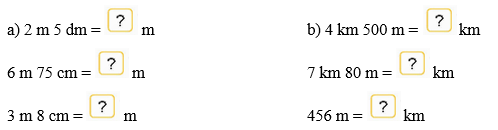 a) 2 m 5 dm = ? m
6 m 75 cm = ? m
3 m 8 cm = ? m
b) 4 km 500 m = ? km
7 km 80 m = ? km
456 m = ? km